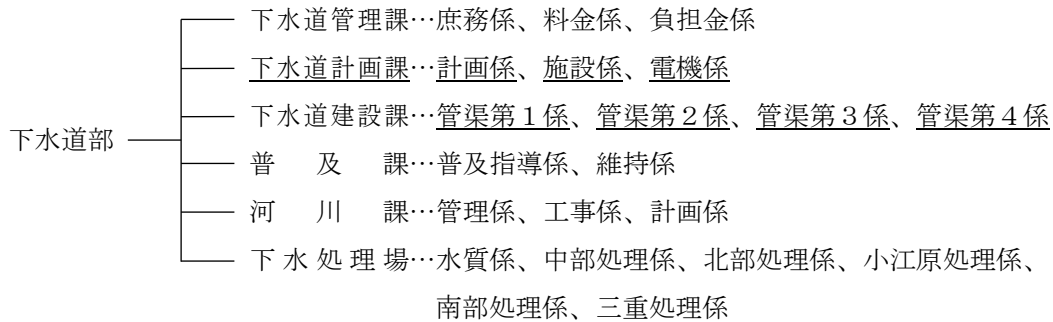 下水道管理課…庶務係、料金係、負担金係
下水道計画課…計画係、施設係、電機係
下水道建設課…管渠第１係、管渠第２係、管渠第３係、管渠第４係
下水道部
普及課…普及指導係、維持係
河川課…管理係、工事係、計画係
下水処理場…水質係、中部処理係、北部処理係、小江原処理係、
南部処理係、三重処理係